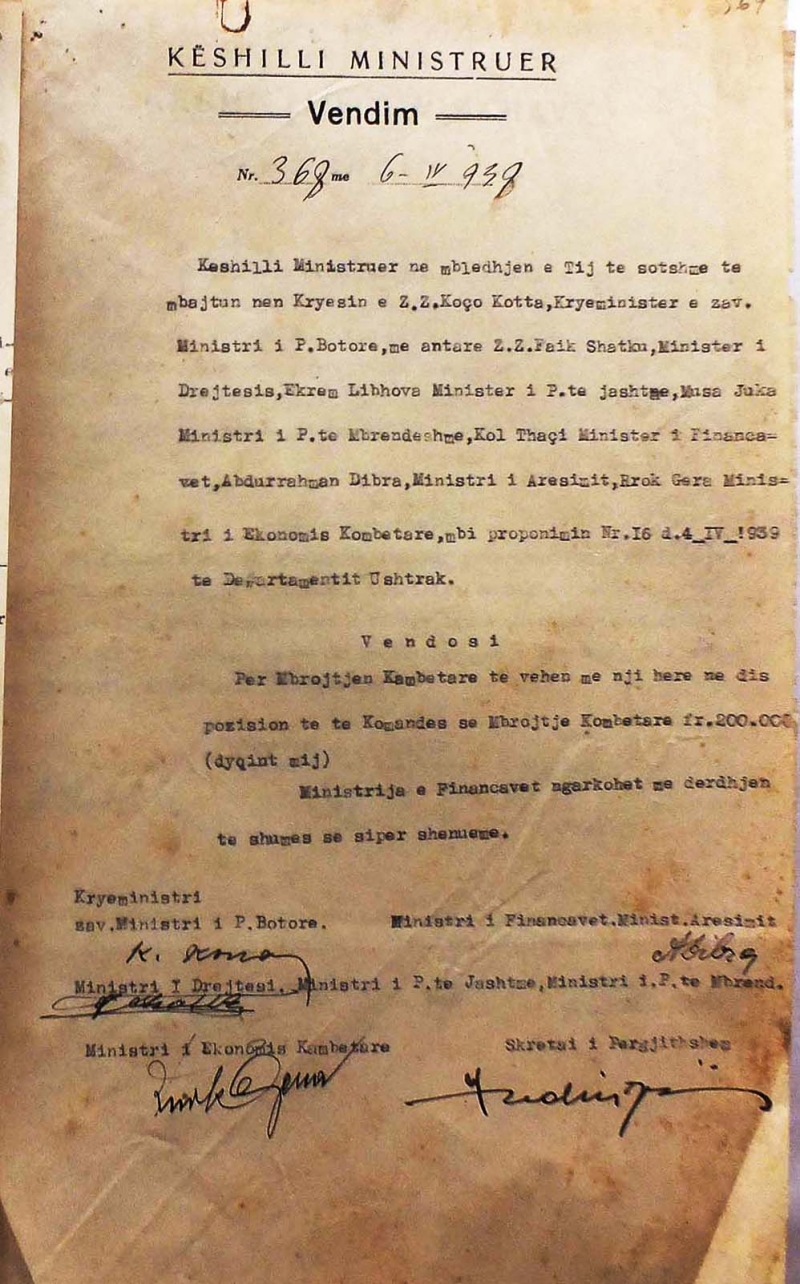 KËSHILLI MINISTRUER
Vendim
Nr. 368 me 6-IV 939
Keshilli Ministruer ne mbledhjen e Tij te sotshme te
mbajtun nen Kryesin e Z.Z.Koço Kotta,Kryeminister e zav.
Ministri i P.Botore,me antare Z.Z.Faik Shatku,Minister i
Drejtesis,Ekrem Libhova Minister i P.te jashtme,Musa Juka
Ministri i P.te Mbrendeshme,Kol Thaçi Minister i Financa=
vet,Abdurrahman Dibra,Ministri i Aresimit,Rrok Gera Minis=
tri i Ekonomis Kombetare,mbi proponimin Nr.I6 d.4_IV_!939
te Departamentit Ushtrak.
V e n d o s i
Per Mbrojtjen Kambetare te vehen me nji here ne dis
pozision te te Komandes se Mbrojtje Kombetare fr.200.000
(dyqint mij)
Ministrija e Financavet ngarkohet me derdhjen
te shumes se siper shenueme.
Kryeministri
zav.Ministri i P.Botore. Ministri i Financavet.Minist.Aresimit
Ministri I Drejtesi. Ministri i P.te Jashtme,Ministri i.P.te Mbrend.
Ministri i Ekonomis Kambetare Skretai i Pergjithshem